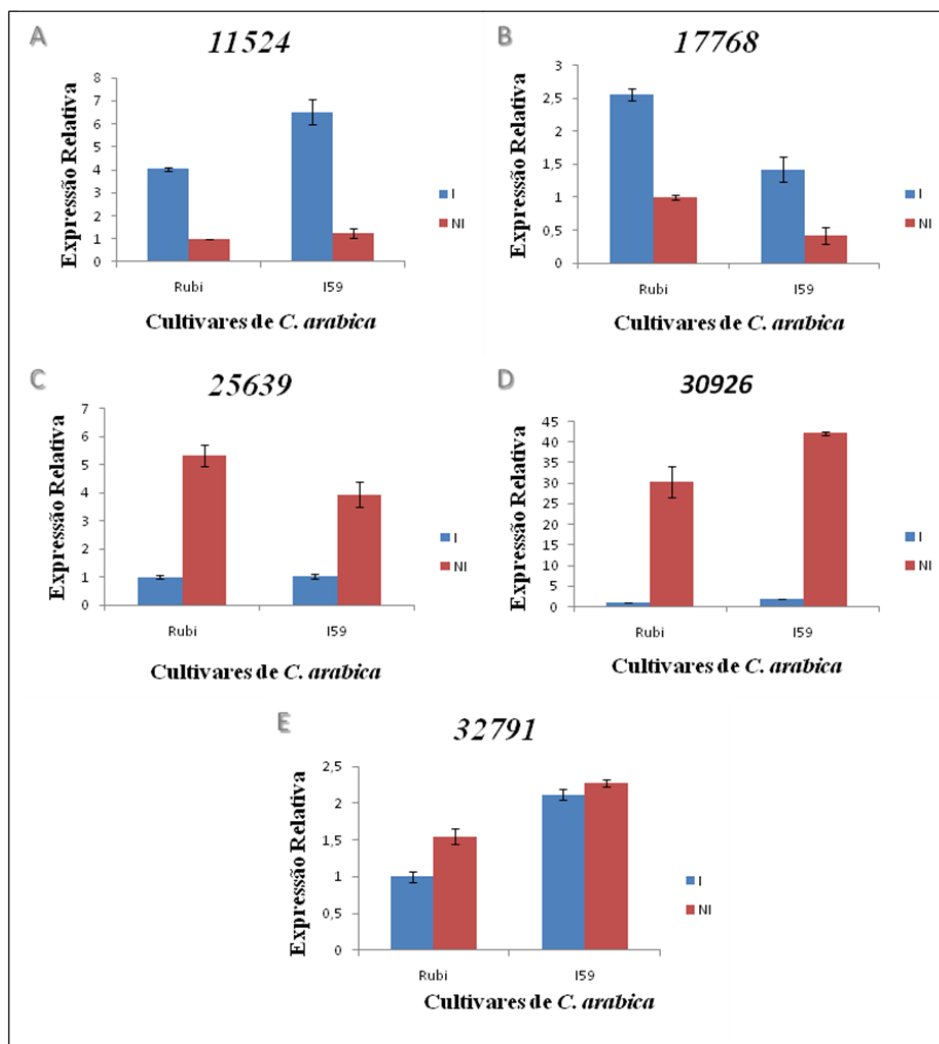 A
11524
Expressão Relativa
8
7
6
5
4
3
2
1
0
Rubi I59
I
NI
Cultivares de C. arabica
B
17768
Expressão Relativa
3
2,5
2
1,5
1
0,5
0
Rubi I59
I
NI
Cultivares de C. arabica
C
25639
Expressão Relativa
7
6
5
4
3
2
1
0
Rubi I59
I
NI
Cultivares de C. arabica
D
30926
Expressão Relativa
45
40
35
30
25
20
15
10
5
0
Rubi I59
I
NI
Cultivares de C. arabica
E
32791
Expressão Relativa
2,5
2
1,5
1
0,5
0
Rubi I59
I
NI
Cultivares de C. arabica